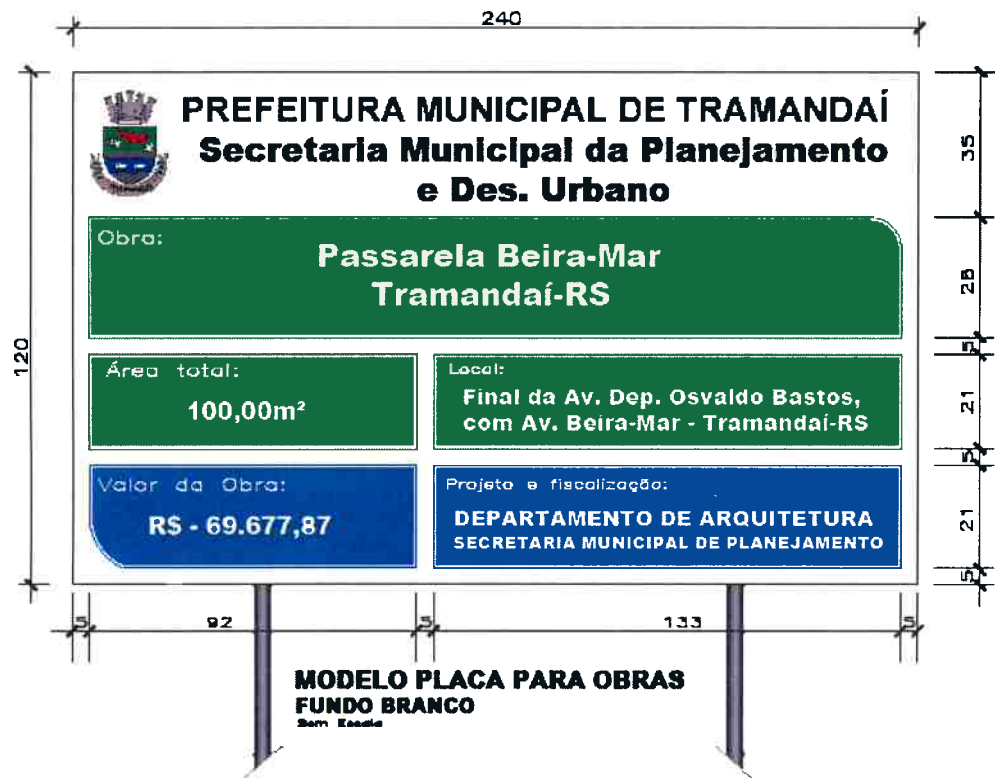 240
PREFEITURA MUNICIPAL DE TRAMANDAÍ
Secretaria Municipal da Planejamento
e Des. Urbano
35
Obra:
Passarela Beira-Mar
Tramandaí-RS
28
120
5
Área total:
100,00m²
Local:
Final da Av. Dep. Osvaldo Bastos,
com Av. Beira-Mar - Tramandaí-RS
21
5
Valor da Obra:
R$ - 69.677,87
Projeto e fiscalização:
DEPARTAMENTO DE ARQUITETURA
SECRETARIA MUNICIPAL DE PLANEJAMENTO
21
5
5 92 5 133 5
MODELO PLACA PARA OBRAS
FUNDO BRANCO
Sem Escala